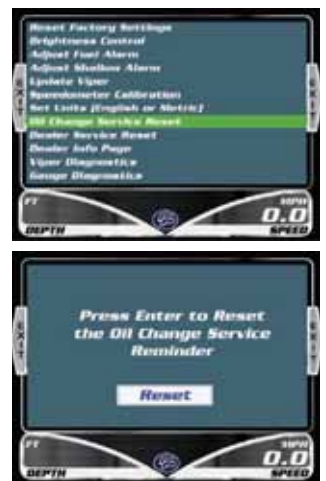 Reset Factory Settings
Brightness Control
Adjust Fuel Alarm
Adjust Shallow Alarm
Update Viper
Speedometer Calibration
Set Units [English or Metric]
Oil Change Service Reset
Dealer Service Reset
Dealer Info Page
Viper Diagnostics
Gauge Diagnostics
EXIT
EXIT
FT
MPH
0.0
DEPTH
SPEED
Press Enter to Reset
the Oil Change Service
Reminder
Reset
EXIT
EXIT
FT
MPH
0.0
DEPTH
SPEED